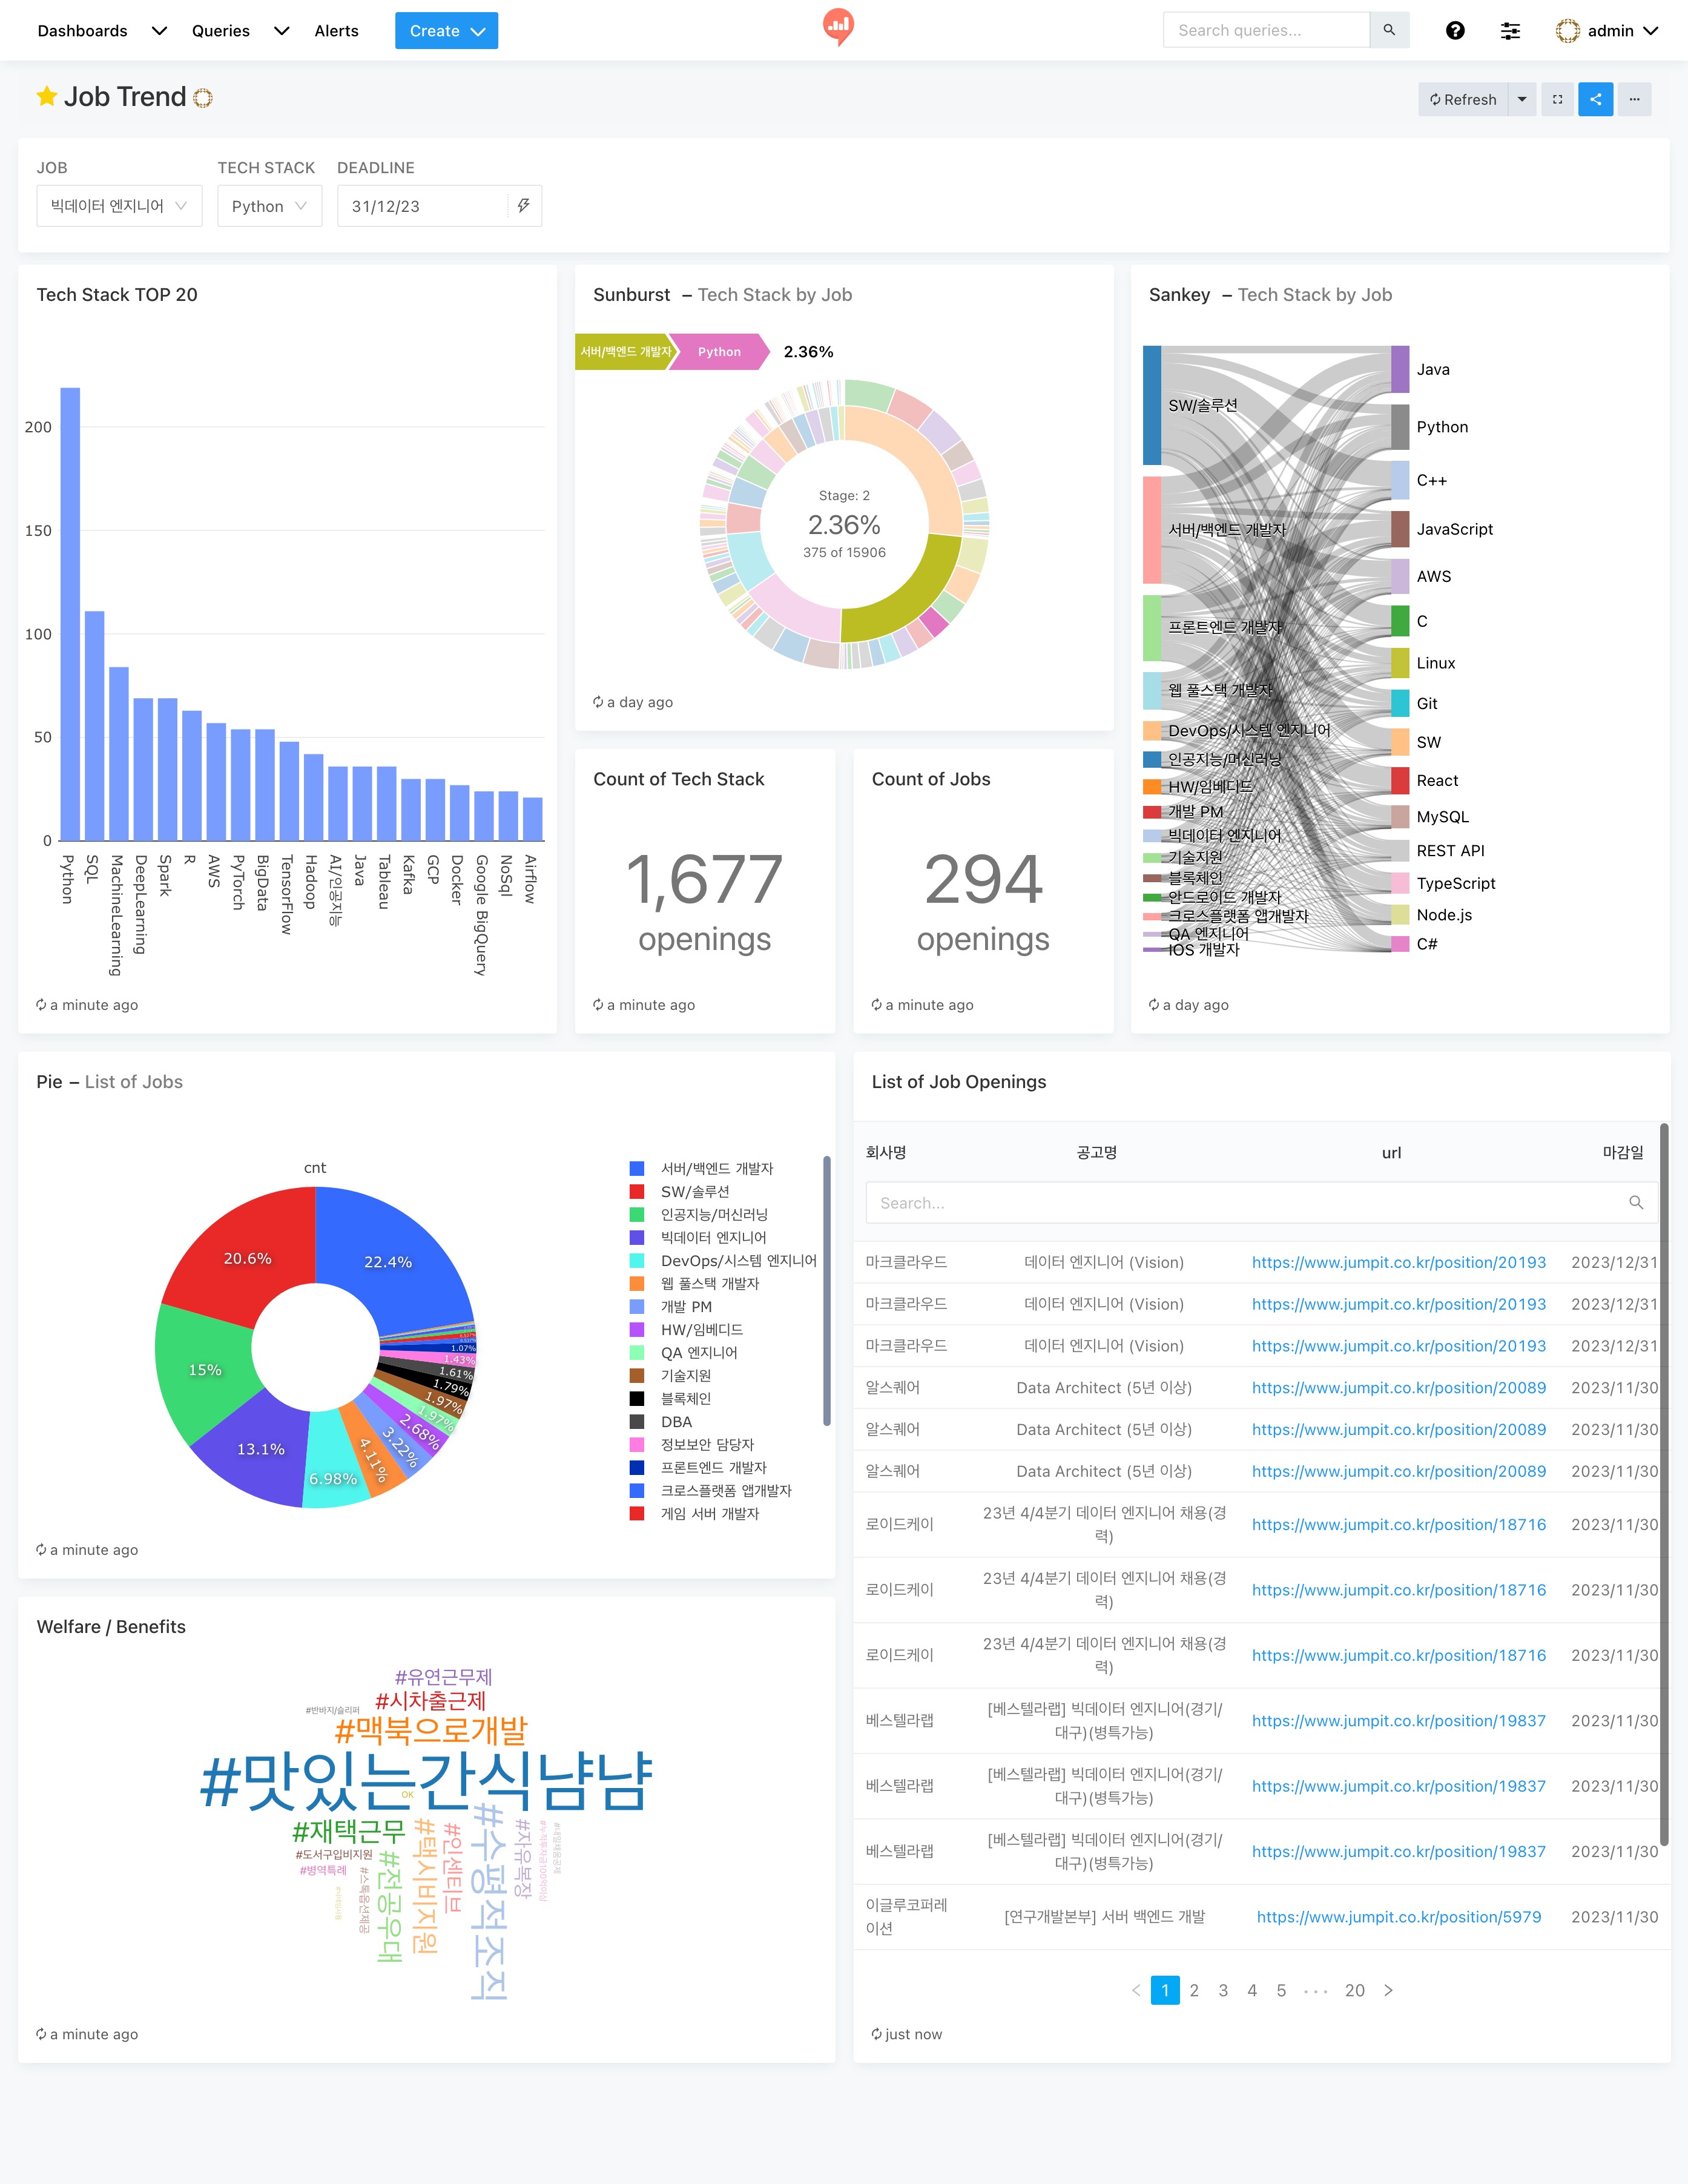 Dashboards Queries Alerts Create Search queries... admin
Job Trend
Refresh
JOB TECH STACK DEADLINE
빅데이터 엔지니어 Python 31/12/23
Tech Stack TOP 20
200
150
100
50
0
Python
SQL
MachineLearning
DeepLearning
Spark
R
AWS
PyTorch
BigData
TensorFlow
Hadoop
AI/인공지능
Java
Tableau
Kafka
GCP
Docker
Google BigQuery
NoSql
Airflow
a minute ago
Sunburst – Tech Stack by Job
서버/백엔드 개발자 Python 2.36%
Stage: 2
2.36%
375 of 15906
a day ago
Count of Tech Stack
1,677
openings
a minute ago
Count of Jobs
294
openings
a minute ago
Sankey – Tech Stack by Job
SW/솔루션
서버/백엔드 개발자
프론트엔드 개발자
웹 풀스택 개발자
DevOps/시스템 엔지니어
인공지능/머신러닝
HW/임베디드
개발 PM
빅데이터 엔지니어
기술지원
블록체인
안드로이드 개발자
크로스플랫폼 앱개발자
QA 엔지니어
IOS 개발자
Java
Python
C++
JavaScript
AWS
C
Linux
Git
SW
React
MySQL
REST API
TypeScript
Node.js
C#
a day ago
Pie – List of Jobs
cnt
22.4%
20.6%
15%
13.1%
6.98%
4.11%
3.22%
2.68%
1.97%
1.97%
1.79%
1.61%
1.43%
1.07%
서버/백엔드 개발자
SW/솔루션
인공지능/머신러닝
빅데이터 엔지니어
DevOps/시스템 엔지니어
웹 풀스택 개발자
개발 PM
HW/임베디드
QA 엔지니어
기술지원
블록체인
DBA
정보보안 담당자
프론트엔드 개발자
크로스플랫폼 앱개발자
게임 서버 개발자
a minute ago
Welfare / Benefits
#유연근무제
#시차출근제
#반바지/슬리퍼
#맥북으로개발
#맛있는간식냠냠
OK
#재택근무
#도서구입비지원
#병역특례
#스톡옵션제공
#전공우대
#택시비지원
#인센티브
#수평적조직
#자유복장
#누적투자금100억이상
#내일채움공제
a minute ago
List of Job Openings
회사명 공고명 url 마감일
Search...
마크클라우드 데이터 엔지니어 (Vision) https://www.jumpit.co.kr/position/20193 2023/12/31
마크클라우드 데이터 엔지니어 (Vision) https://www.jumpit.co.kr/position/20193 2023/12/31
마크클라우드 데이터 엔지니어 (Vision) https://www.jumpit.co.kr/position/20193 2023/12/31
알스퀘어 Data Architect (5년 이상) https://www.jumpit.co.kr/position/20089 2023/11/30
알스퀘어 Data Architect (5년 이상) https://www.jumpit.co.kr/position/20089 2023/11/30
알스퀘어 Data Architect (5년 이상) https://www.jumpit.co.kr/position/20089 2023/11/30
로이드케이 23년 4/4분기 데이터 엔지니어 채용(경
력) https://www.jumpit.co.kr/position/18716 2023/11/30
로이드케이 23년 4/4분기 데이터 엔지니어 채용(경
력) https://www.jumpit.co.kr/position/18716 2023/11/30
로이드케이 23년 4/4분기 데이터 엔지니어 채용(경
력) https://www.jumpit.co.kr/position/18716 2023/11/30
베스텔라랩 [베스텔라랩] 빅데이터 엔지니어(경기/
대구)(병특가능) https://www.jumpit.co.kr/position/19837 2023/11/30
베스텔라랩 [베스텔라랩] 빅데이터 엔지니어(경기/
대구)(병특가능) https://www.jumpit.co.kr/position/19837 2023/11/30
베스텔라랩 [베스텔라랩] 빅데이터 엔지니어(경기/
대구)(병특가능) https://www.jumpit.co.kr/position/19837 2023/11/30
이글루코퍼레
이션 [연구개발본부] 서버 백엔드 개발 https://www.jumpit.co.kr/position/5979 2023/11/30
1 2 3 4 5 ··· 20
just now